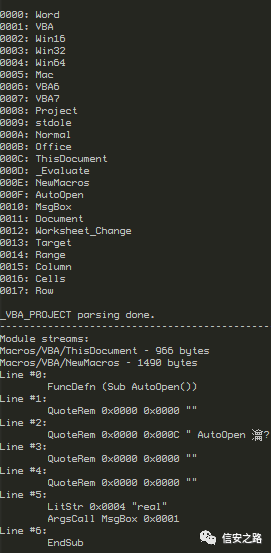 0000: Word
0001: VBA
0002: Win16
0003: Win32
0004: Win64
0005: Mac
0006: VBA6
0007: VBA7
0008: Project
0009: stdole
000A: Normal
000B: Office
000C: ThisDocument
000D: _Evaluate
000E: NewMacros
000F: AutoOpen
0010: MsgBox
0011: Document
0012: Worksheet_Change
0013: Target
0014: Range
0015: Column
0016: Cells
0017: Row
_VBA_PROJECT parsing done.
-----------------------------------------
Module streams:
Macros/VBA/ThisDocument - 966 bytes
Macros/VBA/NewMacros - 1490 bytes
Line #0:
FuncDefn (Sub AutoOpen())
Line #1:
QuoteRem 0x0000 0x0000 ""
Line #2:
QuoteRem 0x0000 0x000C " AutoOpen
Line #3:
QuoteRem 0x0000 0x0000 ""
Line #4:
QuoteRem 0x0000 0x0000 ""
Line #5:
LitStr 0x0004 "real"
ArgsCall MsgBox 0x0001
Line #6:
EndSub
信安之路